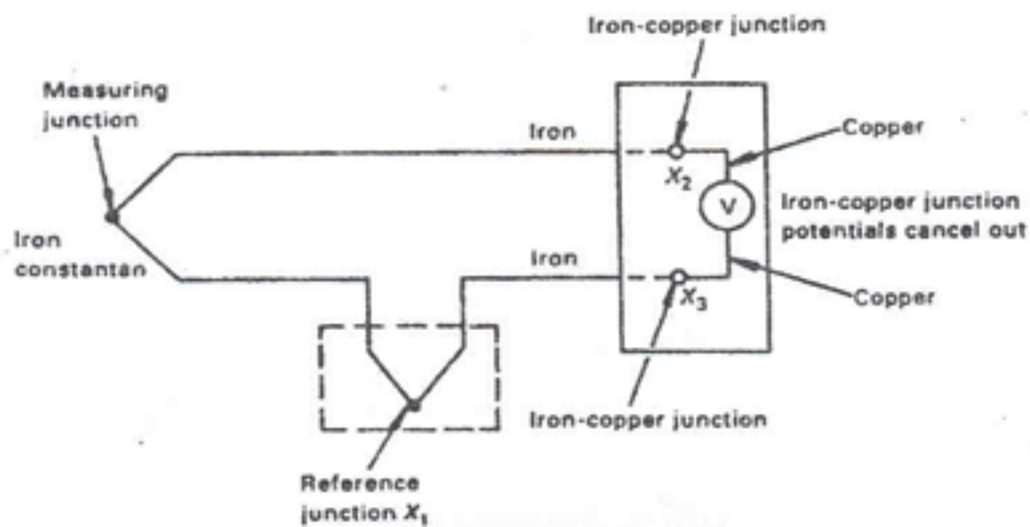 Iron-copper junction
Measuring
junction
Iron
Copper
X2
V
Iron-copper junction
potentials cancel out
Iron
constantan
Iron
X3
Copper
Iron-copper junction
Reference
junction X1